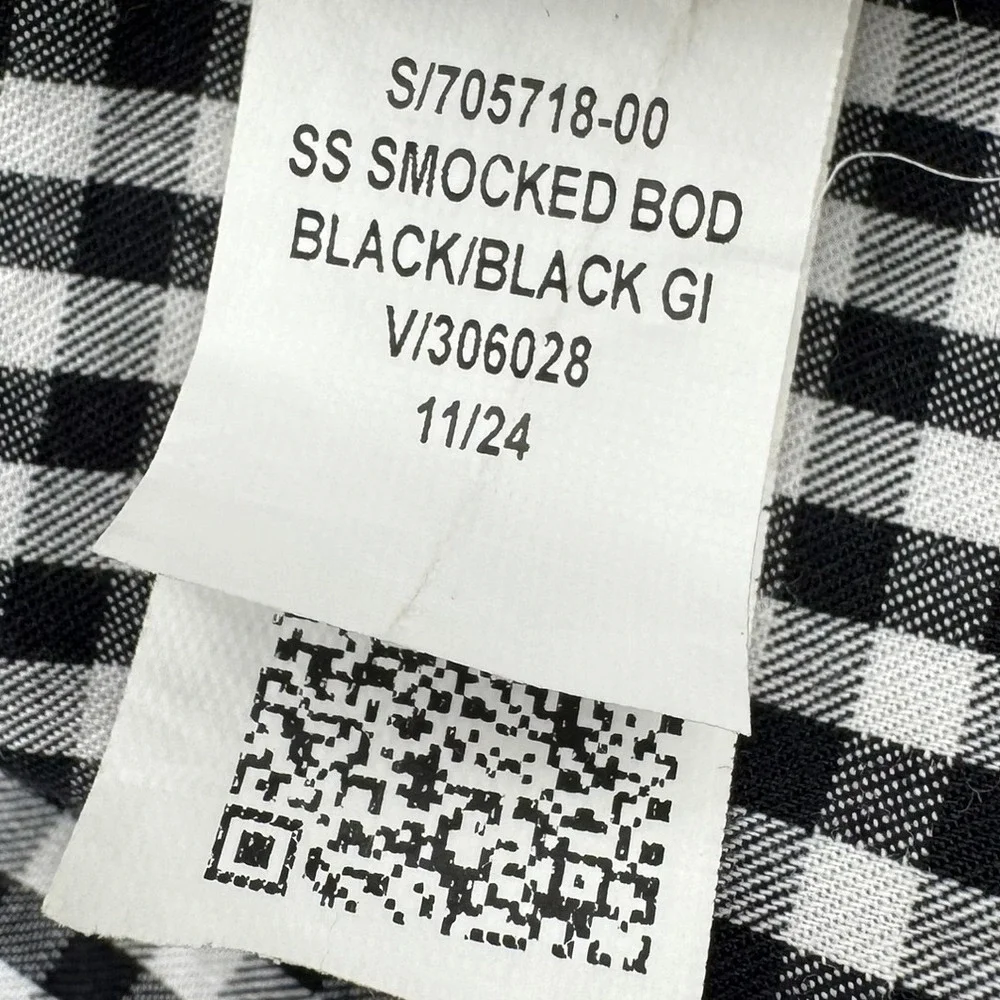 S/705718-00
SS SMOCKED BOD
BLACK/BLACK GI
V/306028
11/24